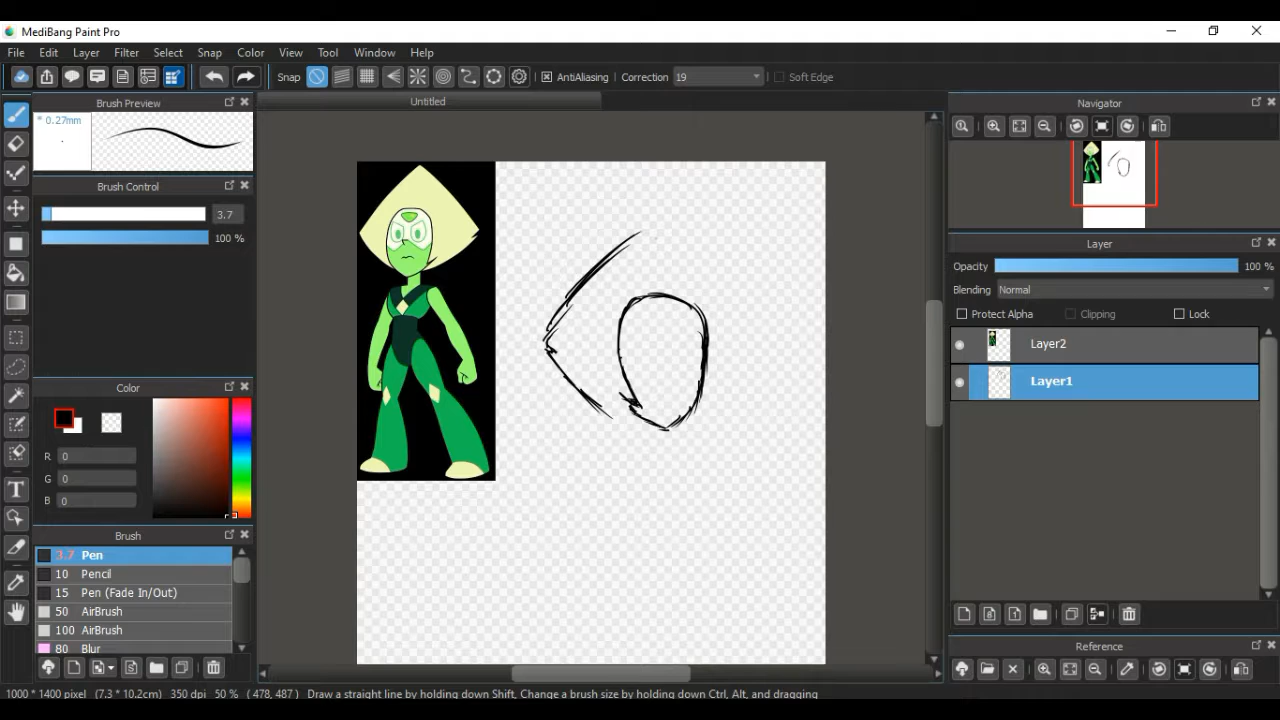 MediBang Paint Pro
File Edit Layer Filter Select Snap Color View Tool Window Help
Snap AntiAliasing Correction 19 Soft Edge
Brush Preview
* 0.27mm
Brush Control
3.7
100 %
Color
R 0
G 0
B 0
Brush
3.7 Pen
10 Pencil
15 Pen (Fade In/Out)
50 AirBrush
100 AirBrush
80 Blur
Untitled
Navigator
Layer
Opacity 100 %
Blending Normal
Protect Alpha Clipping Lock
Layer2
Layer1
Reference
1000 * 1400 pixel (7.3 * 10.2cm) 350 dpi 50 % ( 478, 487 ) Draw a straight line by holding down Shift, Change a brush size by holding down Ctrl, Alt, and dragging